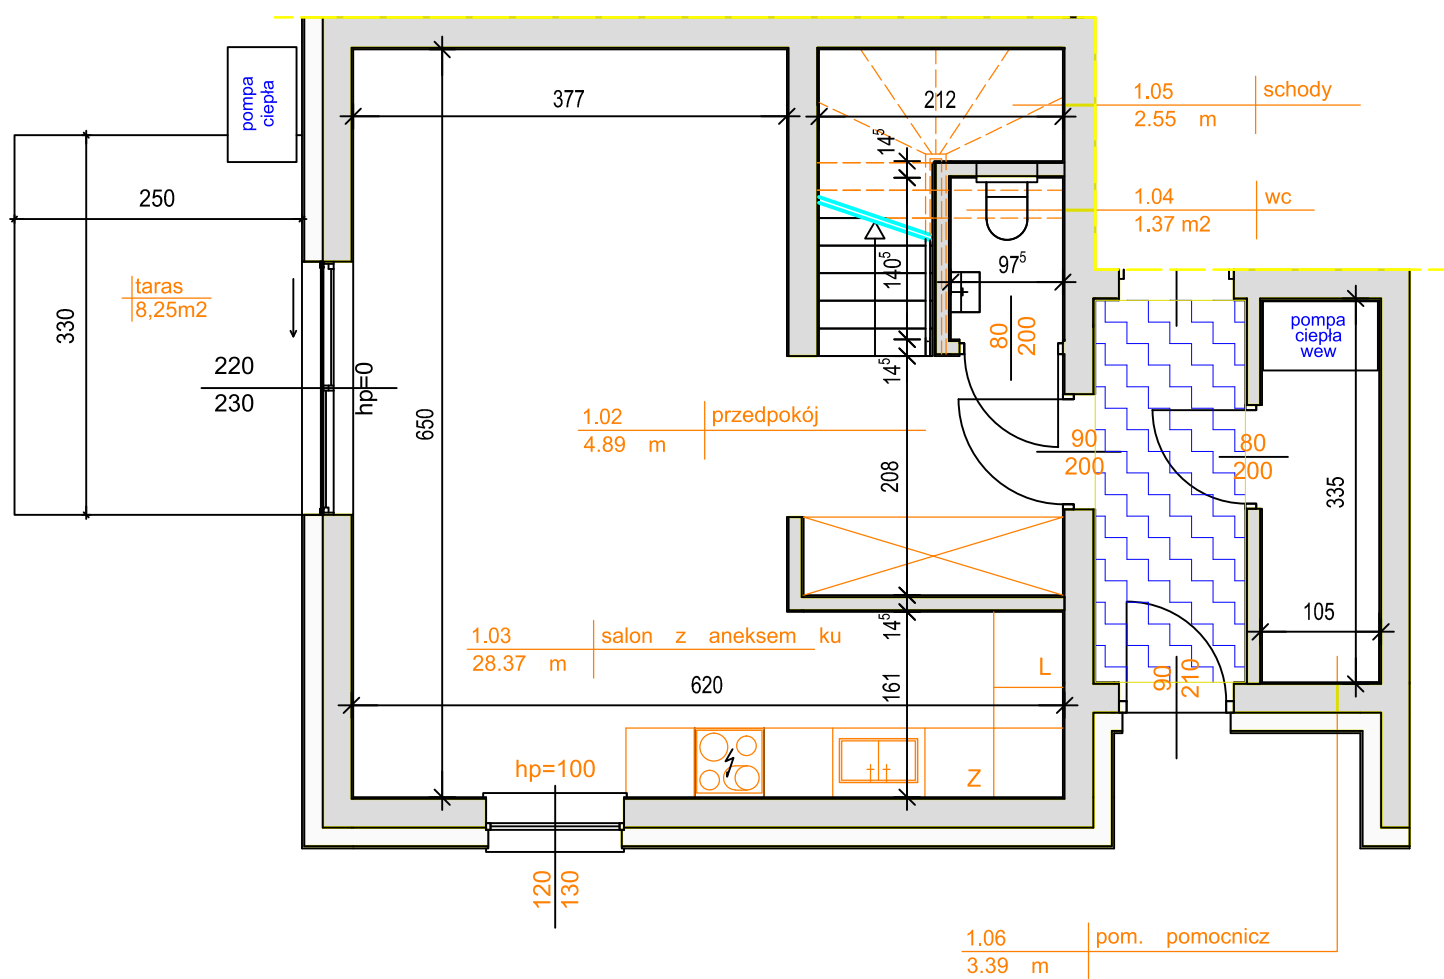 pompa
ciepła
377
212
14⁵
1.05 schody
2.55 m
1.04 wc
1.37 m2
250
97⁵
140⁵
taras
8,25m2
330
220
230
hp=0
650
80
200
pompa
ciepła
wew
14⁵
1.02 przedpokój
4.89 m
90
200
80
200
208
335
105
14⁵
1.03 salon z aneksem ku
28.37 m
620
161
L
90
210
hp=100
Z
120
130
1.06 pom. pomocnicz
3.39 m